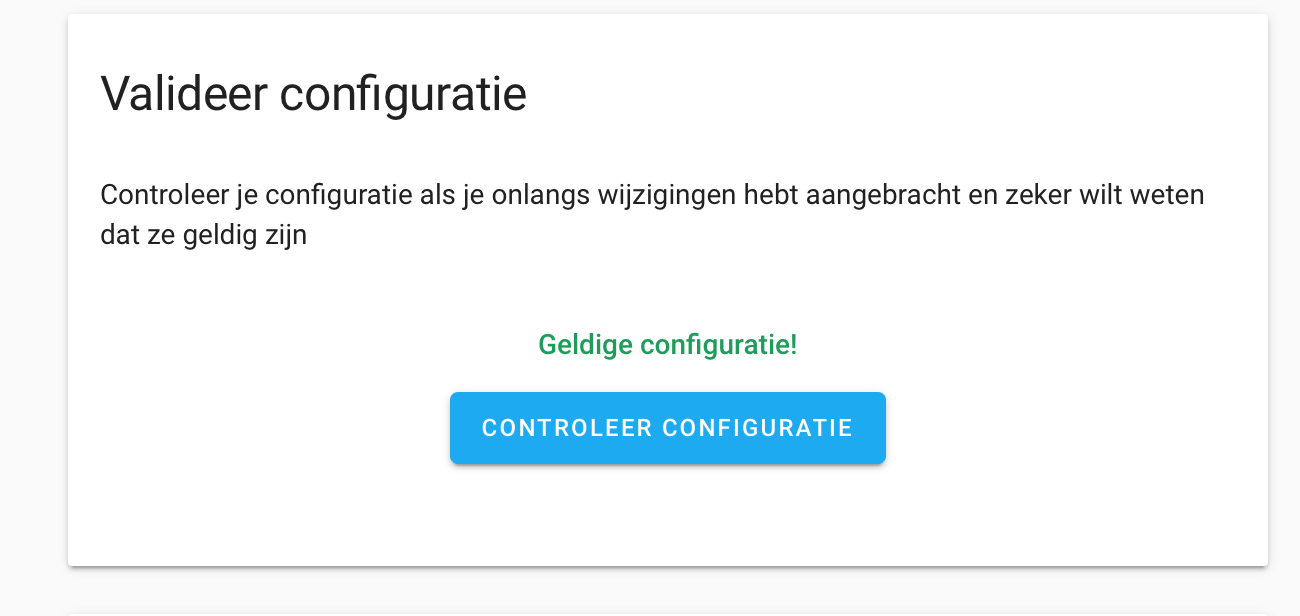 Valideer configuratie
Controleer je configuratie als je onlangs wijzigingen hebt aangebracht en zeker wilt weten
dat ze geldig zijn
Geldige configuratie!
CONTROLEER CONFIGURATIE